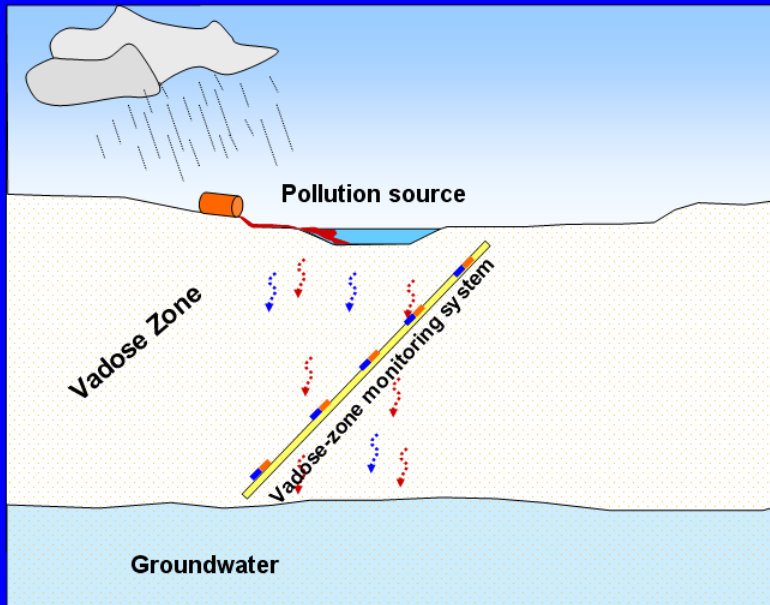 Pollution source
Vadose Zone
Vadose-zone monitoring system
Groundwater